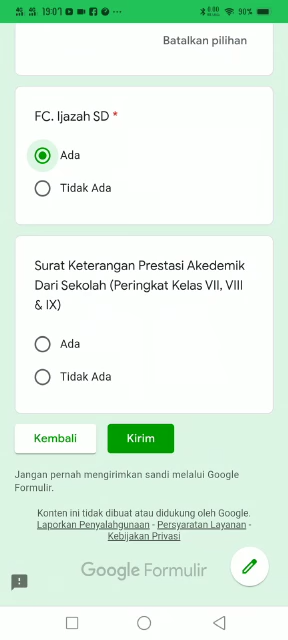 19:07 90%
Batalkan pilihan
FC. Ijazah SD *
Ada
Tidak Ada
Surat Keterangan Prestasi Akedemik
Dari Sekolah (Peringkat Kelas VII, VIII
& IX)
Ada
Tidak Ada
Kembali Kirim
Jangan pernah mengirimkan sandi melalui Google
Formulir.
Konten ini tidak dibuat atau didukung oleh Google.
Laporkan Penyalahgunaan - Persyaratan Layanan -
Kebijakan Privasi
Google Formulir